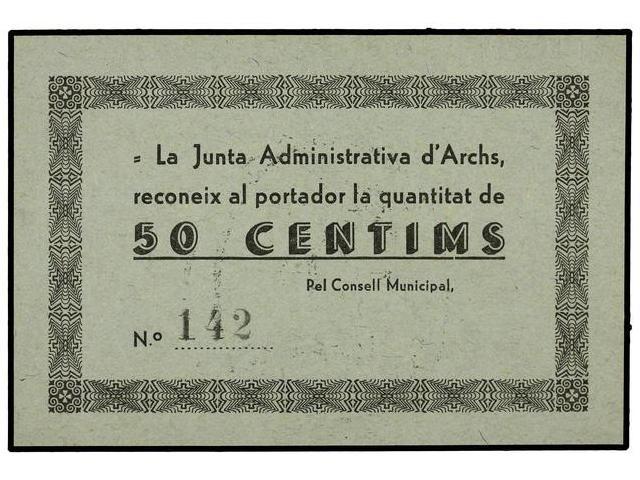 = La Junta Administrativa d'Archs,
reconeix al portador la quantitat de
50 CENTIMS
Pel Consell Municipal,
N.º 142